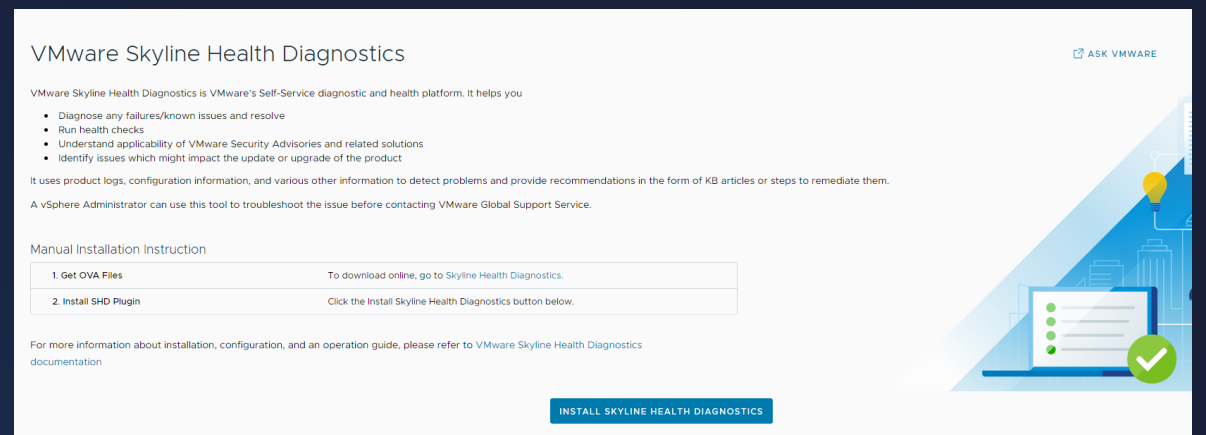 VMware Skyline Health Diagnostics
ASK VMWARE
VMware Skyline Health Diagnostics is VMware's Self-Service diagnostic and health platform. It helps you
• Diagnose any failures/known issues and resolve
• Run health checks
• Understand applicability of VMware Security Advisories and related solutions
• Identify issues which might impact the update or upgrade of the product
It uses product logs, configuration information, and various other information to detect problems and provide recommendations in the form of KB articles or steps to remediate them.
A vSphere Administrator can use this tool to troubleshoot the issue before contacting VMware Global Support Service.
Manual Installation Instruction
1. Get OVA Files To download online, go to Skyline Health Diagnostics.
2. Install SHD Plugin Click the Install Skyline Health Diagnostics button below.
For more information about installation, configuration, and an operation guide, please refer to VMware Skyline Health Diagnostics
documentation
INSTALL SKYLINE HEALTH DIAGNOSTICS